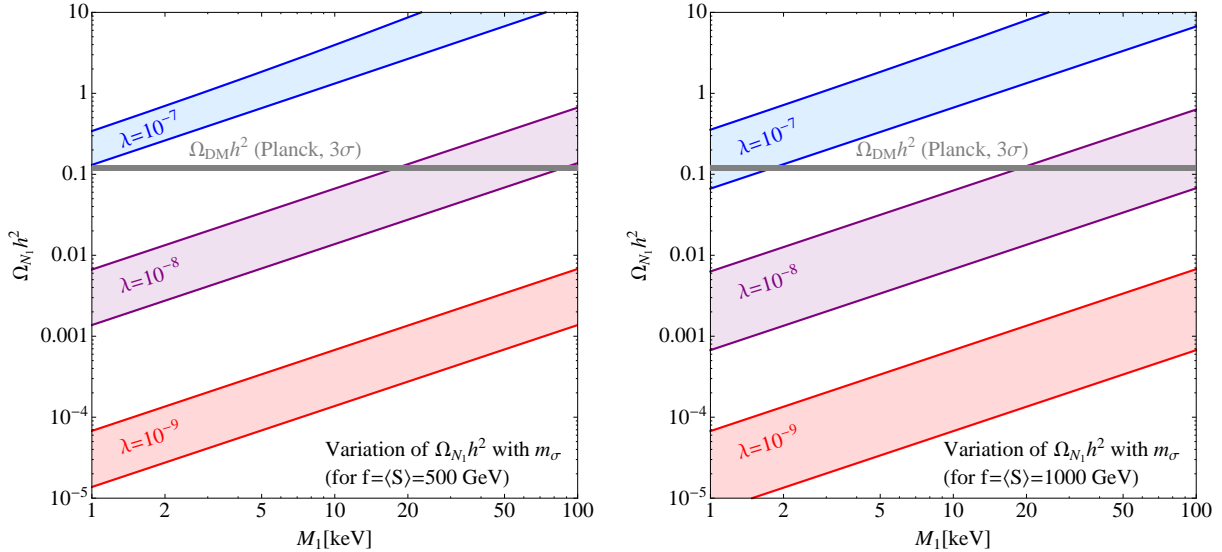 10
1
0.1
0.01
0.001
10⁻⁴
10⁻⁵
Ω_{N₁}h²
λ=10⁻⁷
Ω_{DM}h² (Planck, 3σ)
λ=10⁻⁸
λ=10⁻⁹
Variation of Ω_{N₁}h² with m_σ
(for f=⟨S⟩=500 GeV)
1 2 5 10 20 50 100
M₁[keV]
10
1
0.1
0.01
0.001
10⁻⁴
10⁻⁵
Ω_{N₁}h²
λ=10⁻⁷
Ω_{DM}h² (Planck, 3σ)
λ=10⁻⁸
λ=10⁻⁹
Variation of Ω_{N₁}h² with m_σ
(for f=⟨S⟩=1000 GeV)
1 2 5 10 20 50 100
M₁[keV]